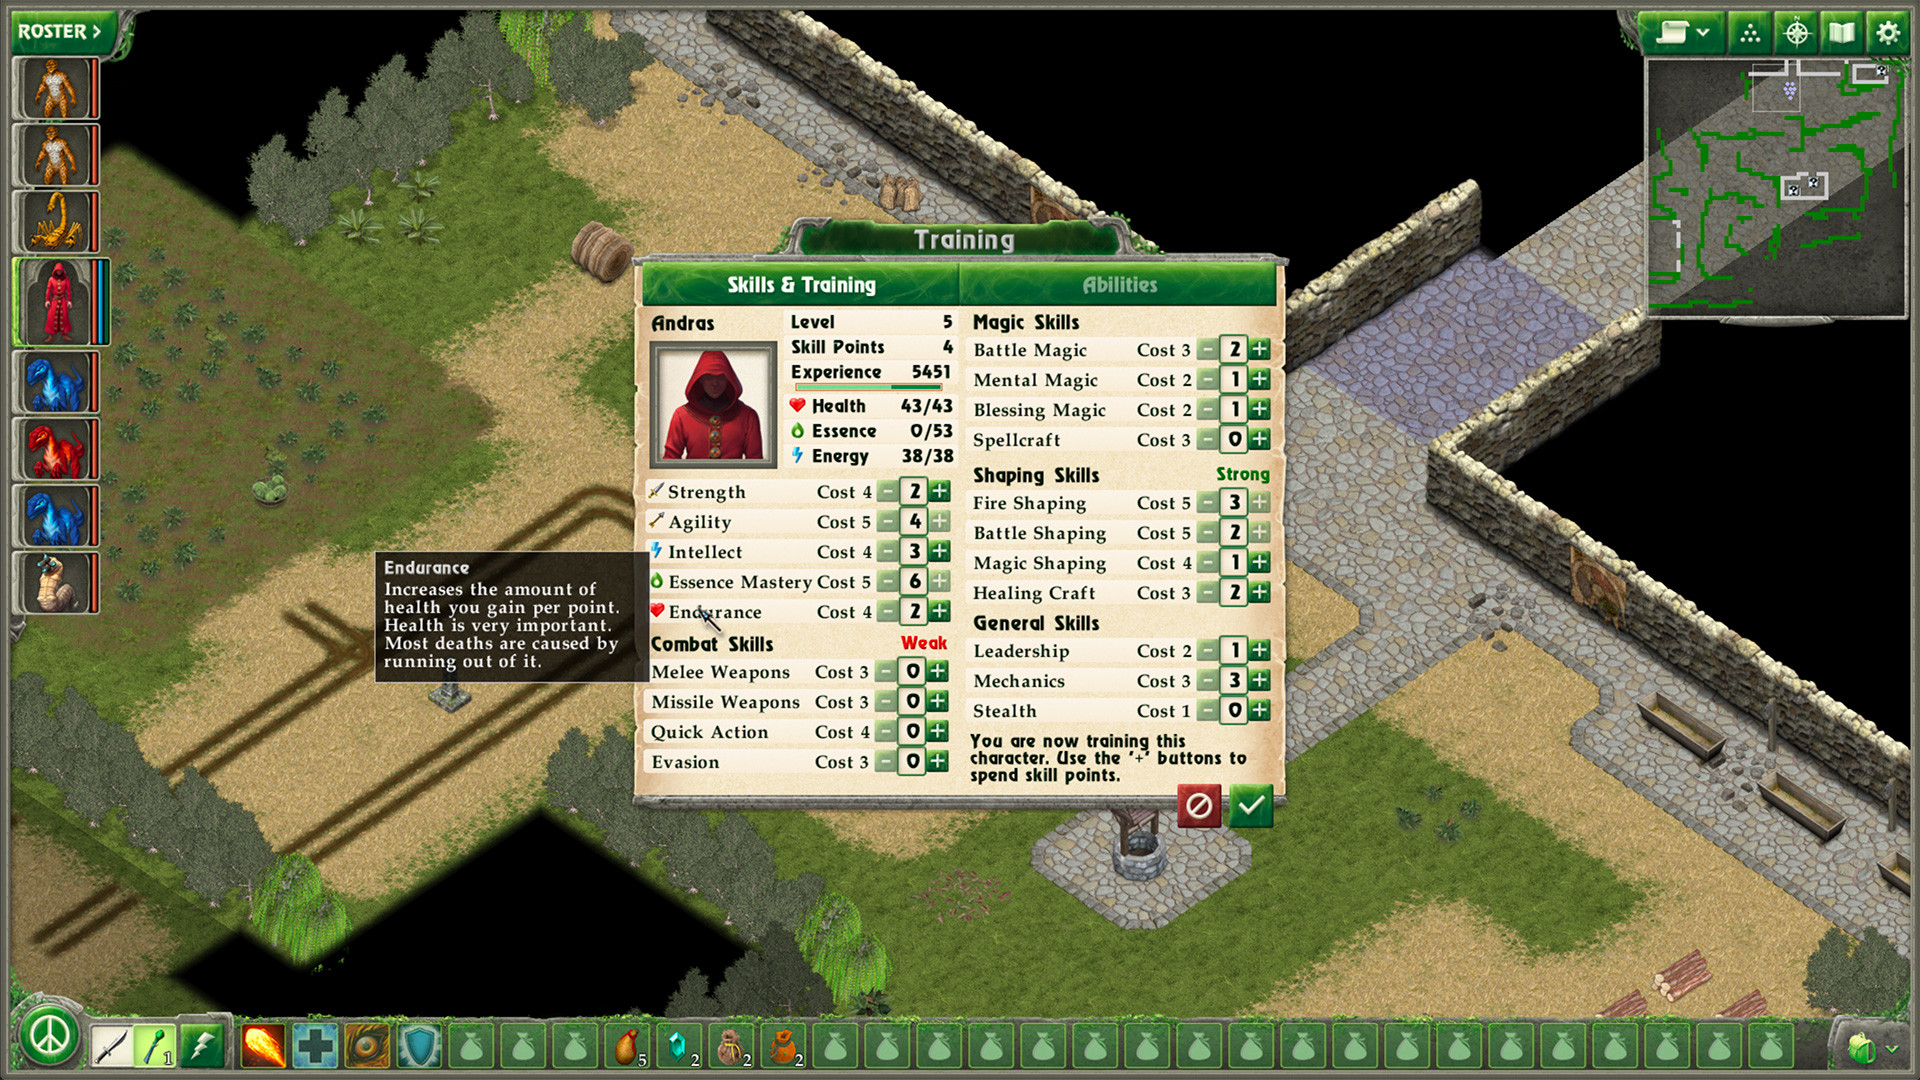 ROSTER >
Training
Skills & Training
Abilities
Andras
Level 5
Skill Points 4
Experience 5451
Health 43/43
Essence 0/53
Energy 38/38
Strength Cost 4 - 2 +
Agility Cost 5 - 4 +
Intellect Cost 4 - 3 +
Essence Mastery Cost 5 - 6 +
Endurance Cost 4 - 2 +
Combat Skills Weak
Melee Weapons Cost 3 - 0 +
Missile Weapons Cost 3 - 0 +
Quick Action Cost 4 - 0 +
Evasion Cost 3 - 0 +
Magic Skills
Battle Magic Cost 3 - 2 +
Mental Magic Cost 2 - 1 +
Blessing Magic Cost 2 - 1 +
Spellcraft Cost 3 - 0 +
Shaping Skills Strong
Fire Shaping Cost 5 - 3 +
Battle Shaping Cost 5 - 2 +
Magic Shaping Cost 4 - 1 +
Healing Craft Cost 3 - 2 +
General Skills
Leadership Cost 2 - 1 +
Mechanics Cost 3 - 3 +
Stealth Cost 1 - 0 +
You are now training this
character. Use the '+' buttons to
spend skill points.
Endurance
Increases the amount of
health you gain per point.
Health is very important.
Most deaths are caused by
running out of it.
N
1
5
2
2
2